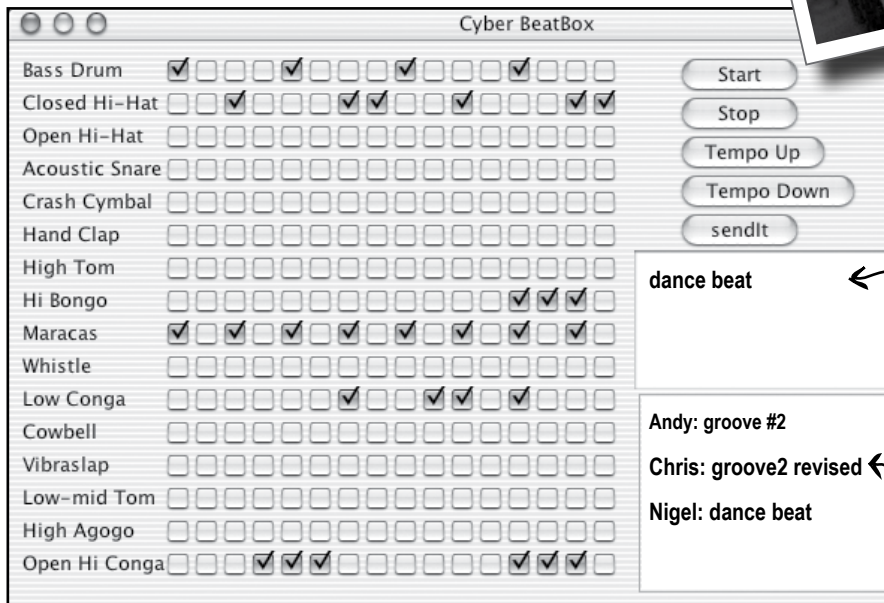 Cyber BeatBox
Bass Drum
Closed Hi-Hat
Open Hi-Hat
Acoustic Snare
Crash Cymbal
Hand Clap
High Tom
Hi Bongo
Maracas
Whistle
Low Conga
Cowbell
Vibraslap
Low-mid Tom
High Agogo
Open Hi Conga
Start
Stop
Tempo Up
Tempo Down
sendIt
dance beat
Andy: groove #2
Chris: groove2 revised
Nigel: dance beat